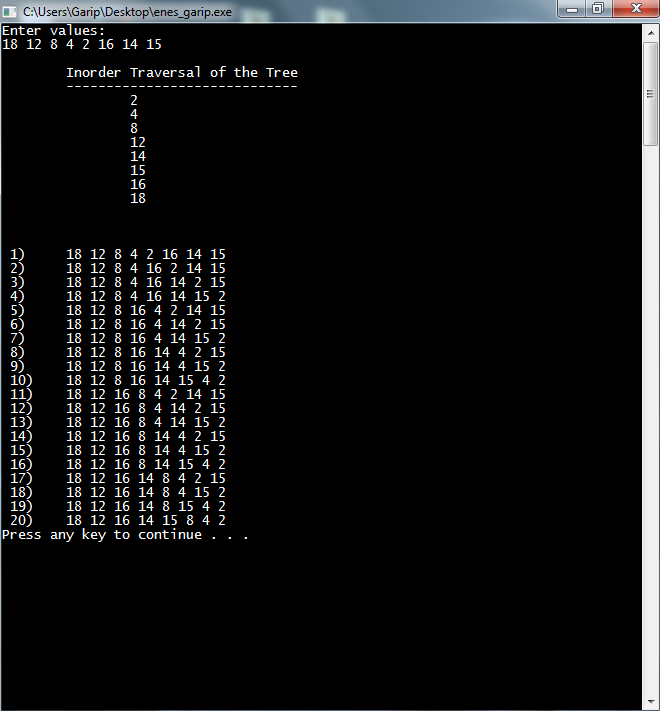 C:\Users\Garip\Desktop\enes_garip.exe
Enter values:
18 12 8 4 2 16 14 15
Inorder Traversal of the Tree
-----------------------------
2
4
8
12
14
15
16
18
1) 18 12 8 4 2 16 14 15
2) 18 12 8 4 16 2 14 15
3) 18 12 8 4 16 14 2 15
4) 18 12 8 4 16 14 15 2
5) 18 12 8 16 4 2 14 15
6) 18 12 8 16 4 14 2 15
7) 18 12 8 16 4 14 15 2
8) 18 12 8 16 14 4 2 15
9) 18 12 8 16 14 4 15 2
10) 18 12 8 16 14 15 4 2
11) 18 12 16 8 4 2 14 15
12) 18 12 16 8 4 14 2 15
13) 18 12 16 8 4 14 15 2
14) 18 12 16 8 14 4 2 15
15) 18 12 16 8 14 4 15 2
16) 18 12 16 8 14 15 4 2
17) 18 12 16 14 8 4 2 15
18) 18 12 16 14 8 4 15 2
19) 18 12 16 14 8 15 4 2
20) 18 12 16 14 15 8 4 2
Press any key to continue . . .